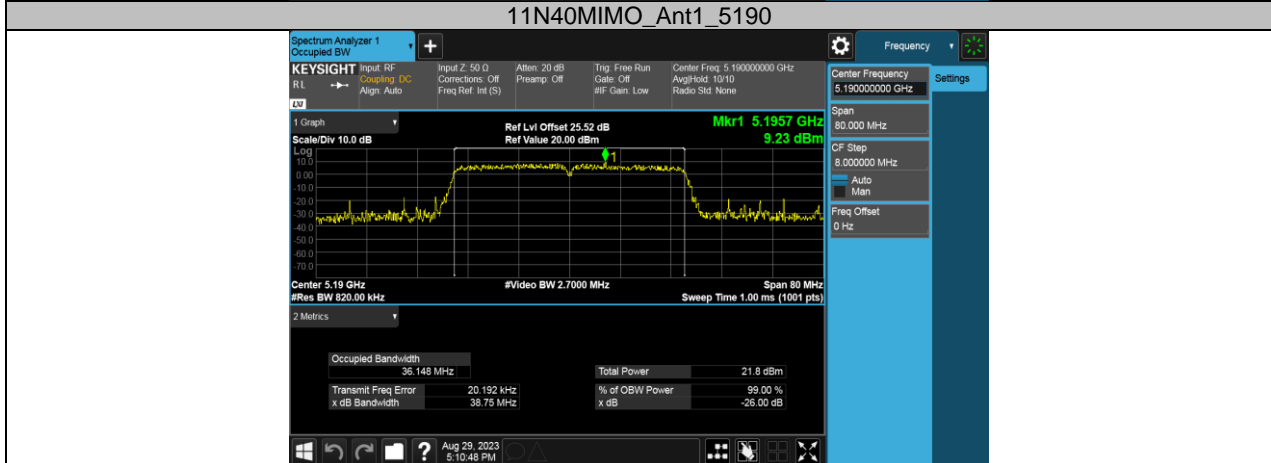 11N40MIMO_Ant1_5190
Spectrum Analyzer 1
Occupied BW
+
Frequency
KEYSIGHT
RL
LXI
Input: RF
Coupling: DC
Align: Auto
Input Z: 50 Ω
Corrections: Off
Freq Ref: Int (S)
Atten: 20 dB
Preamp: Off
Trig: Free Run
Gate: Off
#IF Gain: Low
Center Freq: 5.190000000 GHz
Avg|Hold: 10/10
Radio Std: None
Center Frequency
5.190000000 GHz
Settings
Span
80.000 MHz
CF Step
8.000000 MHz
Auto
Man
Freq Offset
0 Hz
1 Graph
Scale/Div 10.0 dB
Ref Lvl Offset 25.52 dB
Ref Value 20.00 dBm
Mkr1 5.1957 GHz
9.23 dBm
Log
1
10.0
0.00
-10.0
-20.0
-30.0
-40.0
-50.0
-60.0
-70.0
Center 5.19 GHz
#Video BW 2.7000 MHz
Span 80 MHz
#Res BW 820.00 kHz
Sweep Time 1.00 ms (1001 pts)
2 Metrics
Occupied Bandwidth
36.148 MHz
Total Power 21.8 dBm
Transmit Freq Error 20.192 kHz
% of OBW Power 99.00 %
x dB Bandwidth 38.75 MHz
x dB -26.00 dB
?
Aug 29, 2023
5:10:48 PM